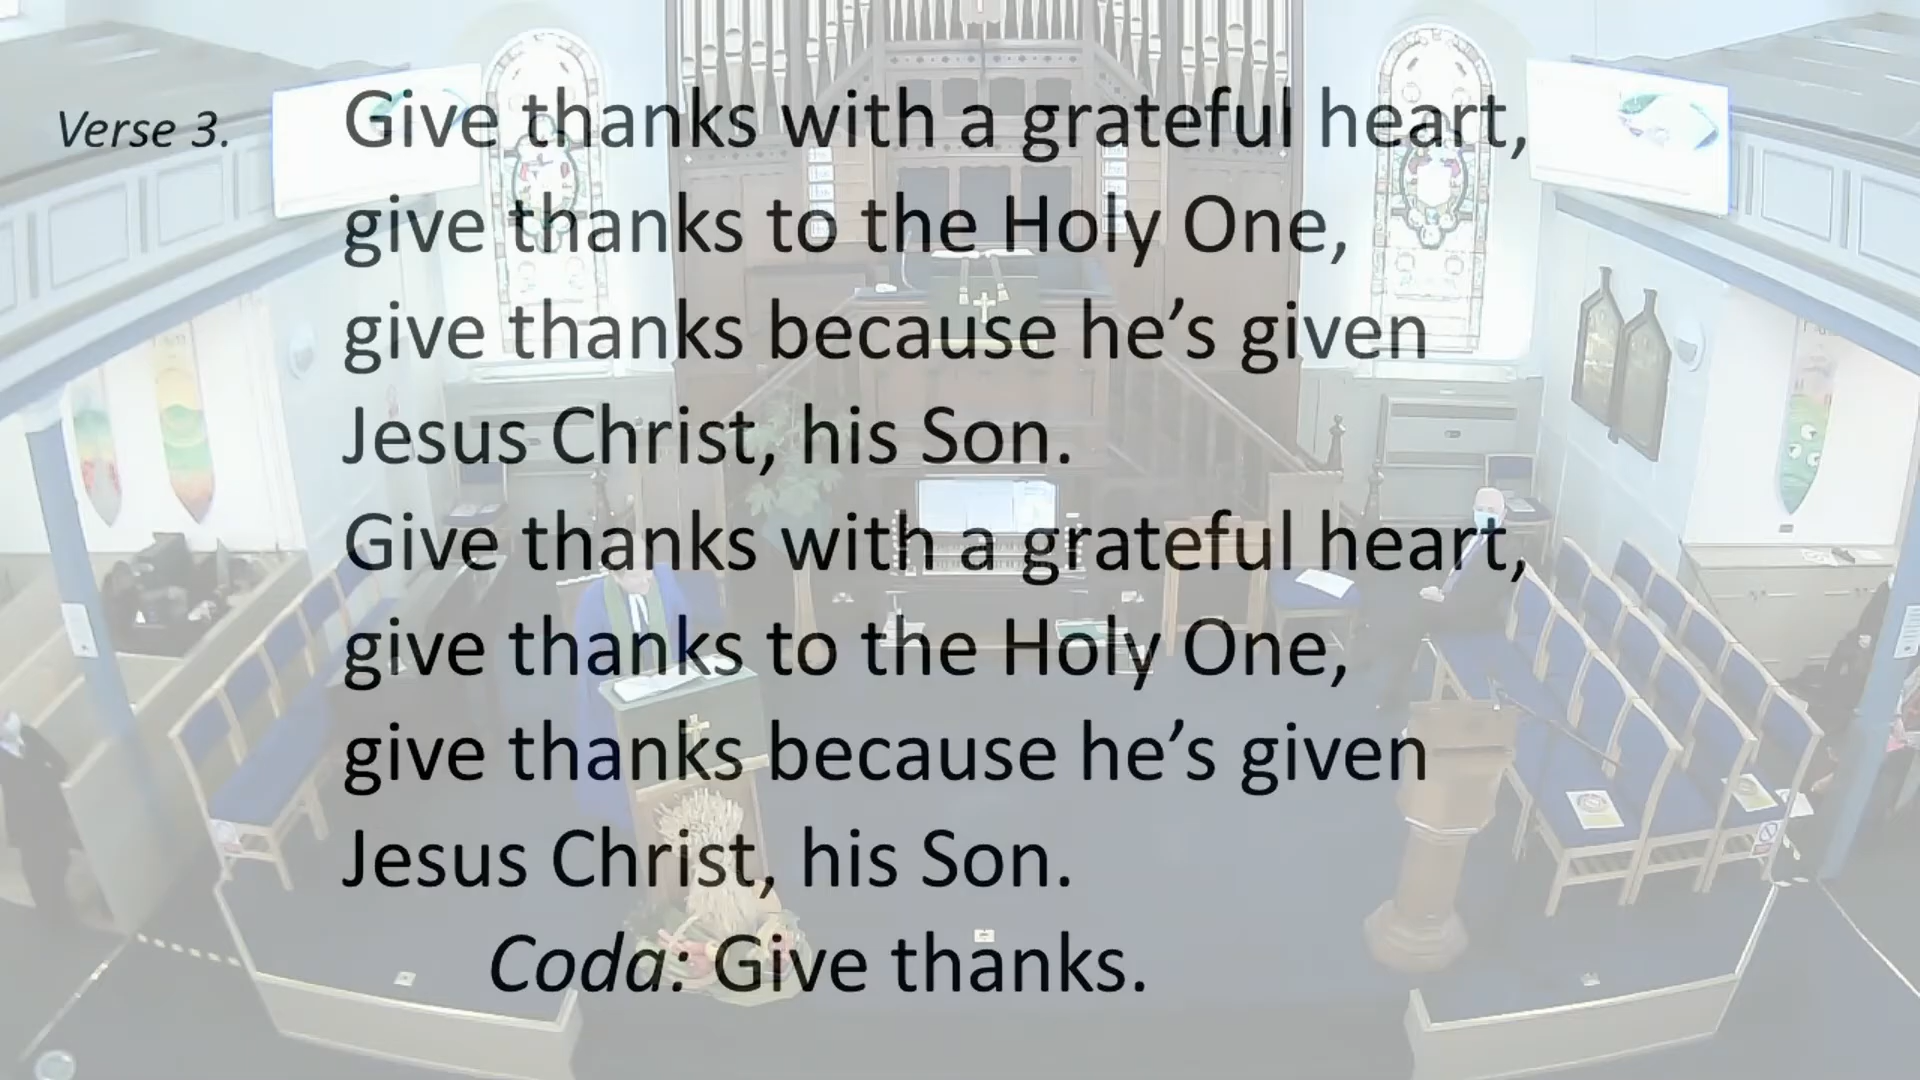 Verse 3. Give thanks with a grateful heart,
give thanks to the Holy One,
give thanks because he’s given
Jesus Christ, his Son.
Give thanks with a grateful heart,
give thanks to the Holy One,
give thanks because he’s given
Jesus Christ, his Son.
Coda: Give thanks.